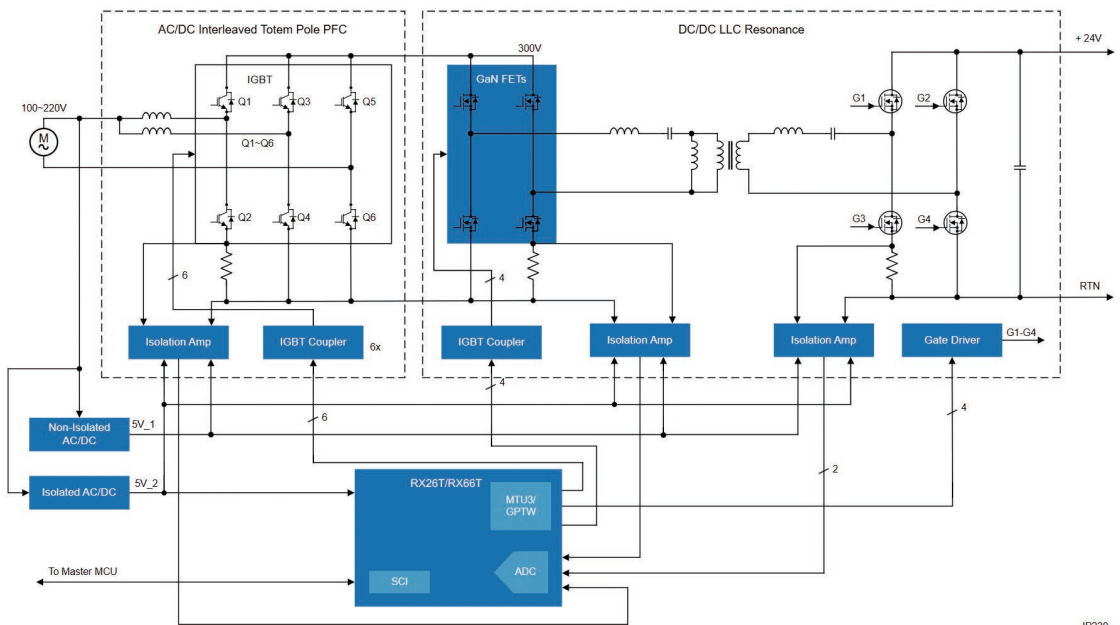 AC/DC Interleaved Totem Pole PFC
DC/DC LLC Resonance
+ 24V
300V
IGBT
GaN FETs
Q1
Q3
Q5
G1
G2
100~220V
M
Q1~Q6
Q2
Q4
Q6
G3
G4
6
4
RTN
Isolation Amp
IGBT Coupler
6x
IGBT Coupler
Isolation Amp
Isolation Amp
Gate Driver
G1-G4
4
6
4
Non-Isolated
AC/DC
5V_1
2
Isolated AC/DC
5V_2
RX26T/RX66T
MTU3/
GPTW
To Master MCU
SCI
ADC